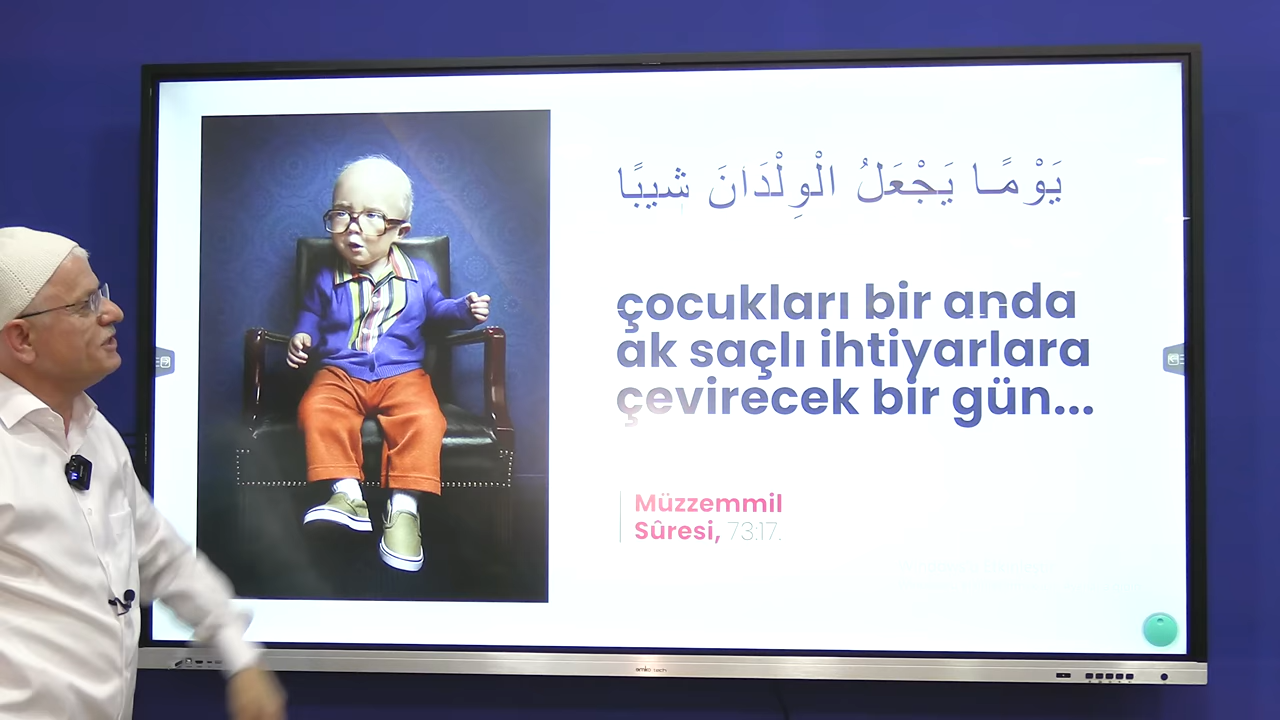 يَوْمًا يَجْعَلُ الْوِلْدَانَ شِيبًا
çocukları bir anda
ak saçlı ihtiyarlara
çevirecek bir gün...
Müzzemmil
Sûresi, 73:17.